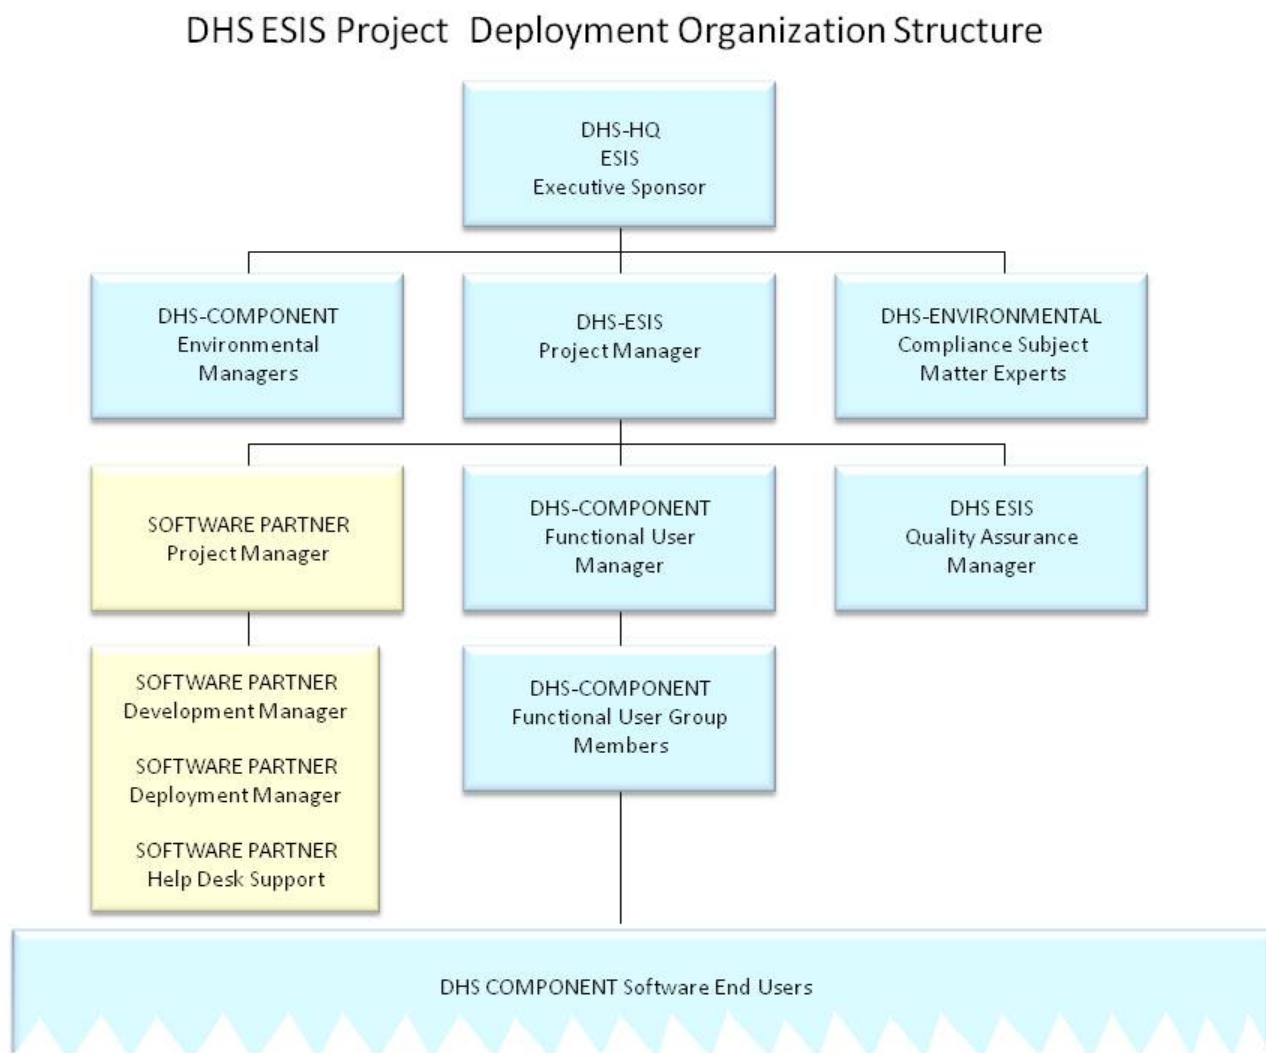 DHS ESIS Project Deployment Organization Structure
DHS-HQ
ESIS
Executive Sponsor
DHS-COMPONENT
Environmental
Managers
DHS-ESIS
Project Manager
DHS-ENVIRONMENTAL
Compliance Subject
Matter Experts
SOFTWARE PARTNER
Project Manager
DHS-COMPONENT
Functional User
Manager
DHS ESIS
Quality Assurance
Manager
SOFTWARE PARTNER
Development Manager
SOFTWARE PARTNER
Deployment Manager
SOFTWARE PARTNER
Help Desk Support
DHS-COMPONENT
Functional User Group
Members
DHS COMPONENT Software End Users